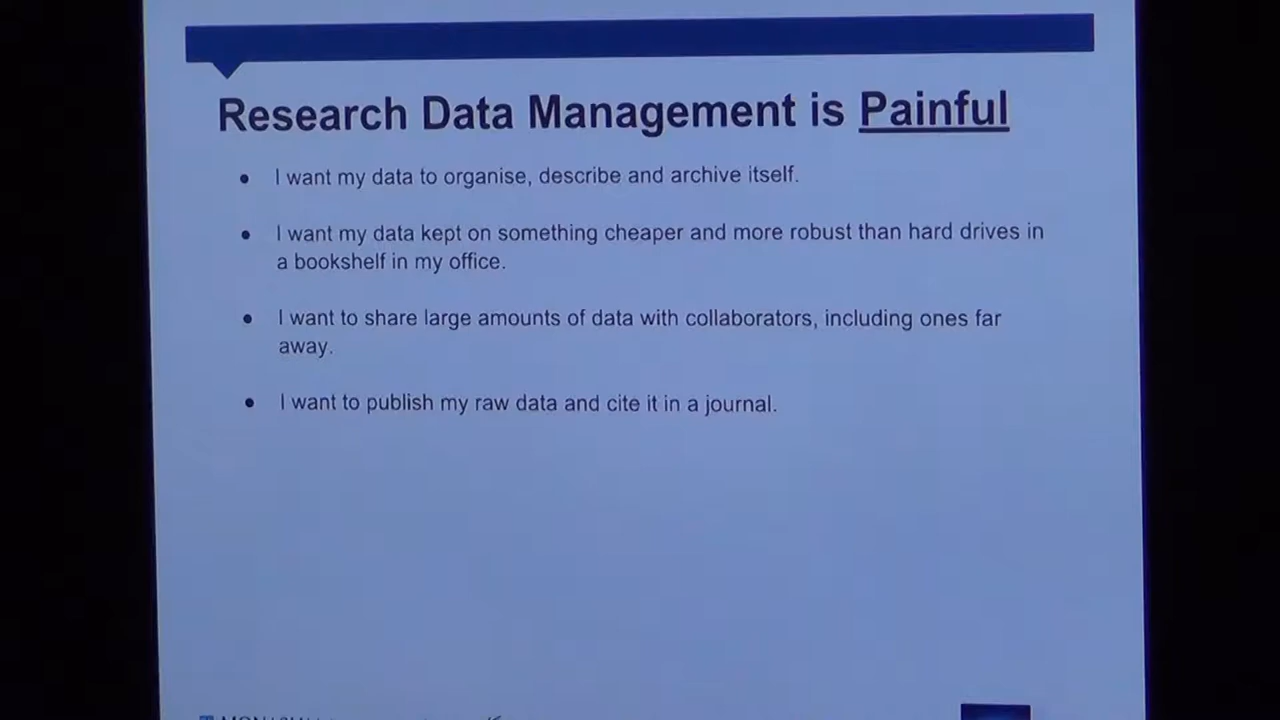 Research Data Management is Painful
• I want my data to organise, describe and archive itself.
• I want my data kept on something cheaper and more robust than hard drives in
a bookshelf in my office.
• I want to share large amounts of data with collaborators, including ones far
away.
• I want to publish my raw data and cite it in a journal.